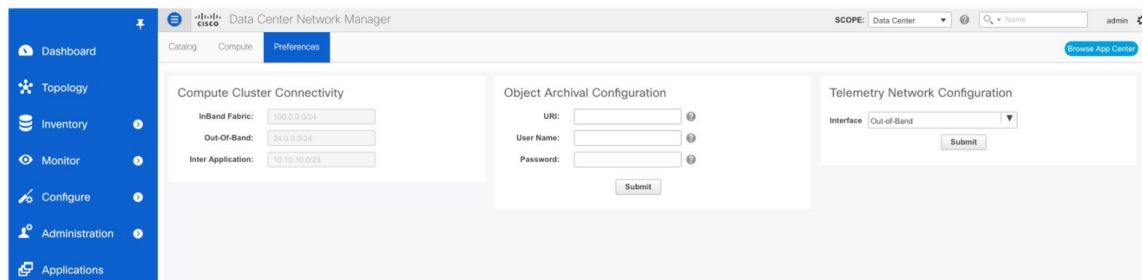 cisco Data Center Network Manager
SCOPE: Data Center
Name
admin
Dashboard
Topology
Inventory
Monitor
Configure
Administration
Applications
Catalog Compute Preferences
Browse App Center
Compute Cluster Connectivity
InBand Fabric: 100.0.0.0/24
Out-Of-Band: 24.0.0.0/24
Inter Application: 10.10.10.0/23
Object Archival Configuration
URI: ?
User Name: ?
Password: ?
Submit
Telemetry Network Configuration
Interface Out-of-Band
Submit